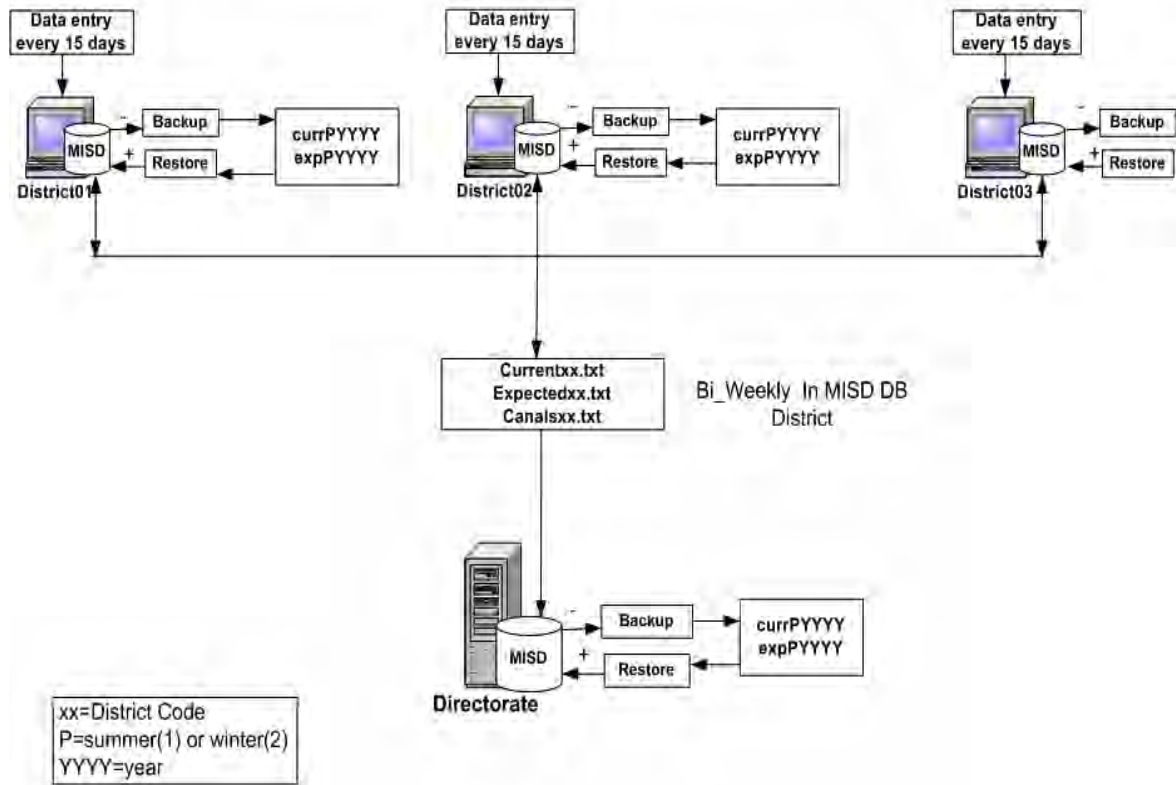 Data entry
every 15 days
Data entry
every 15 days
Data entry
every 15 days
MISD
-
Backup
+
Restore
currPYYYY
expPYYYY
District01
MISD
-
Backup
+
Restore
currPYYYY
expPYYYY
District02
MISD
-
Backup
+
Restore
District03
Currentxx.txt
Expectedxx.txt
Canalsxx.txt
Bi_Weekly In MISD DB
District
MISD
-
Backup
+
Restore
currPYYYY
expPYYYY
Directorate
xx=District Code
P=summer(1) or winter(2)
YYYY=year